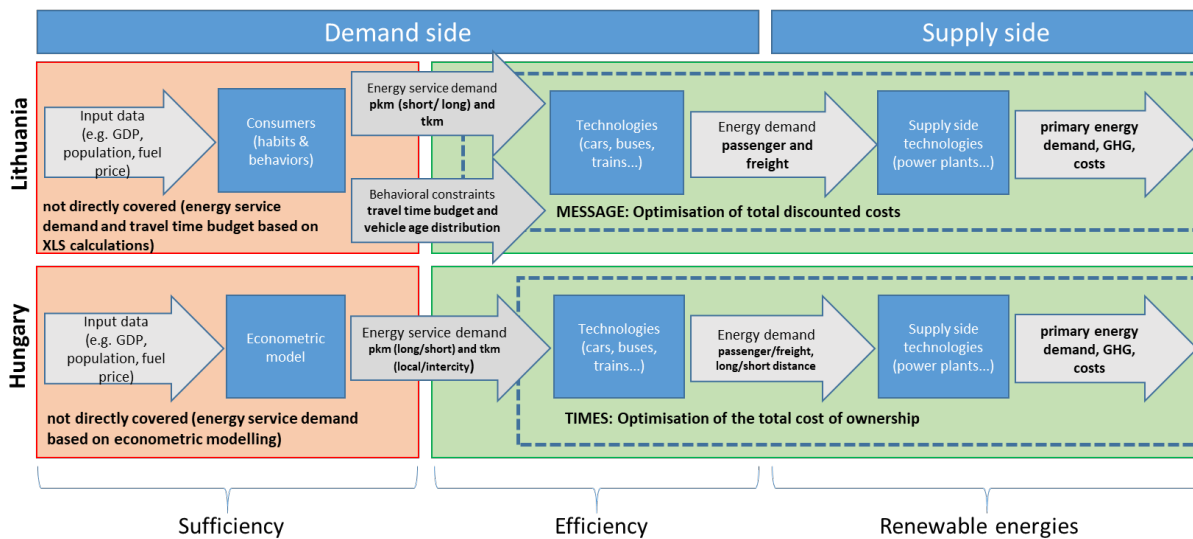 Demand side
Supply side
Lithuania
Input data
(e.g. GDP,
population, fuel
price)
Consumers
(habits &
behaviors)
not directly covered (energy service
demand and travel time budget based on
XLS calculations)
Energy service demand
pkm (short/ long) and
tkm
Behavioral constraints
travel time budget and
vehicle age distribution
Technologies
(cars, buses,
trains...)
Energy demand
passenger and
freight
Supply side
technologies
(power plants...)
primary energy
demand, GHG,
costs
MESSAGE: Optimisation of total discounted costs
Hungary
Input data
(e.g. GDP,
population, fuel
price)
Econometric
model
not directly covered (energy service demand
based on econometric modelling)
Energy service demand
pkm (long/short) and tkm
(local/intercity)
Technologies
(cars, buses,
trains...)
Energy demand
passenger/freight,
long/short distance
Supply side
technologies
(power plants...)
primary energy
demand, GHG,
costs
TIMES: Optimisation of the total cost of ownership
Sufficiency
Efficiency
Renewable energies